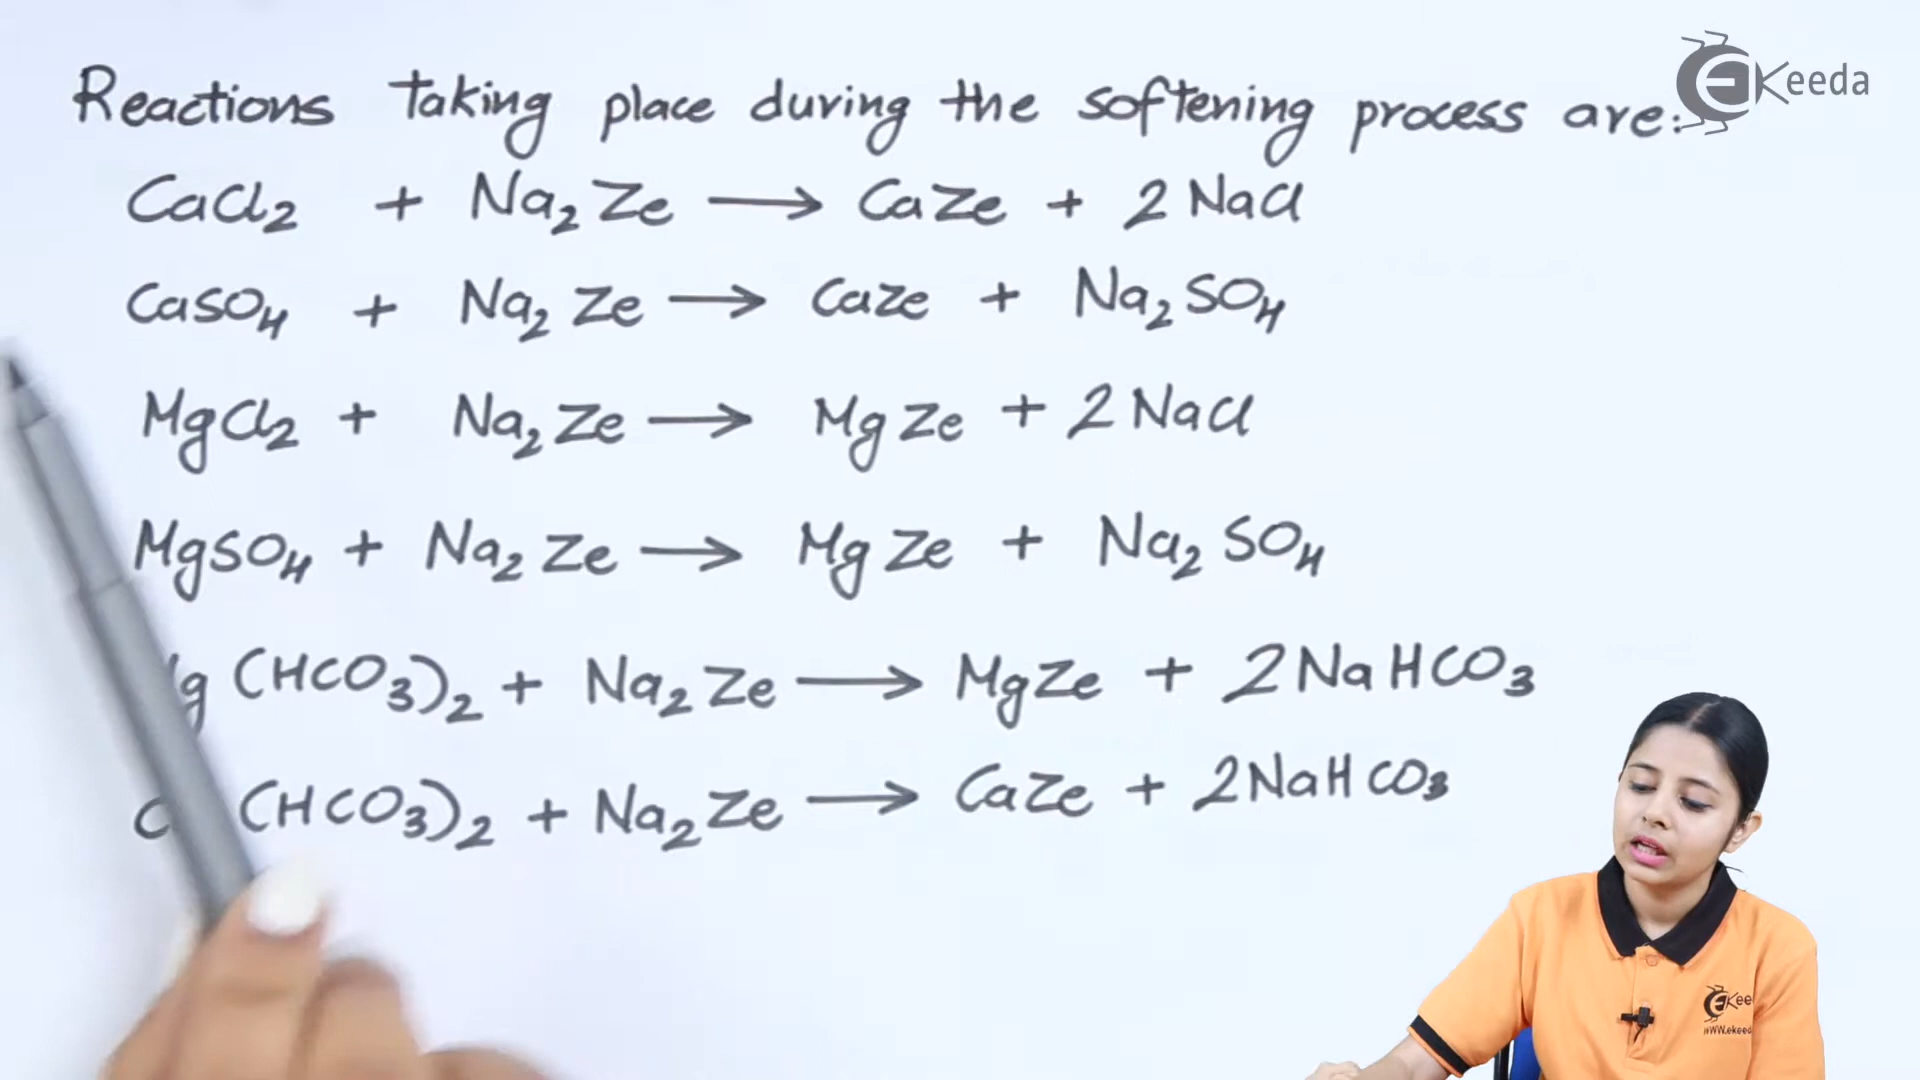 Reactions taking place during the softening process are:
EKeeda
CaCl2 + Na2Ze → CaZe + 2NaCl
CaSO4 + Na2Ze → CaZe + Na2SO4
MgCl2 + Na2Ze → MgZe + 2NaCl
MgSO4 + Na2Ze → MgZe + Na2SO4
(HCO3)2 + Na2Ze → MgZe + 2NaHCO3
(HCO3)2 + Na2Ze → CaZe + 2NaHCO3